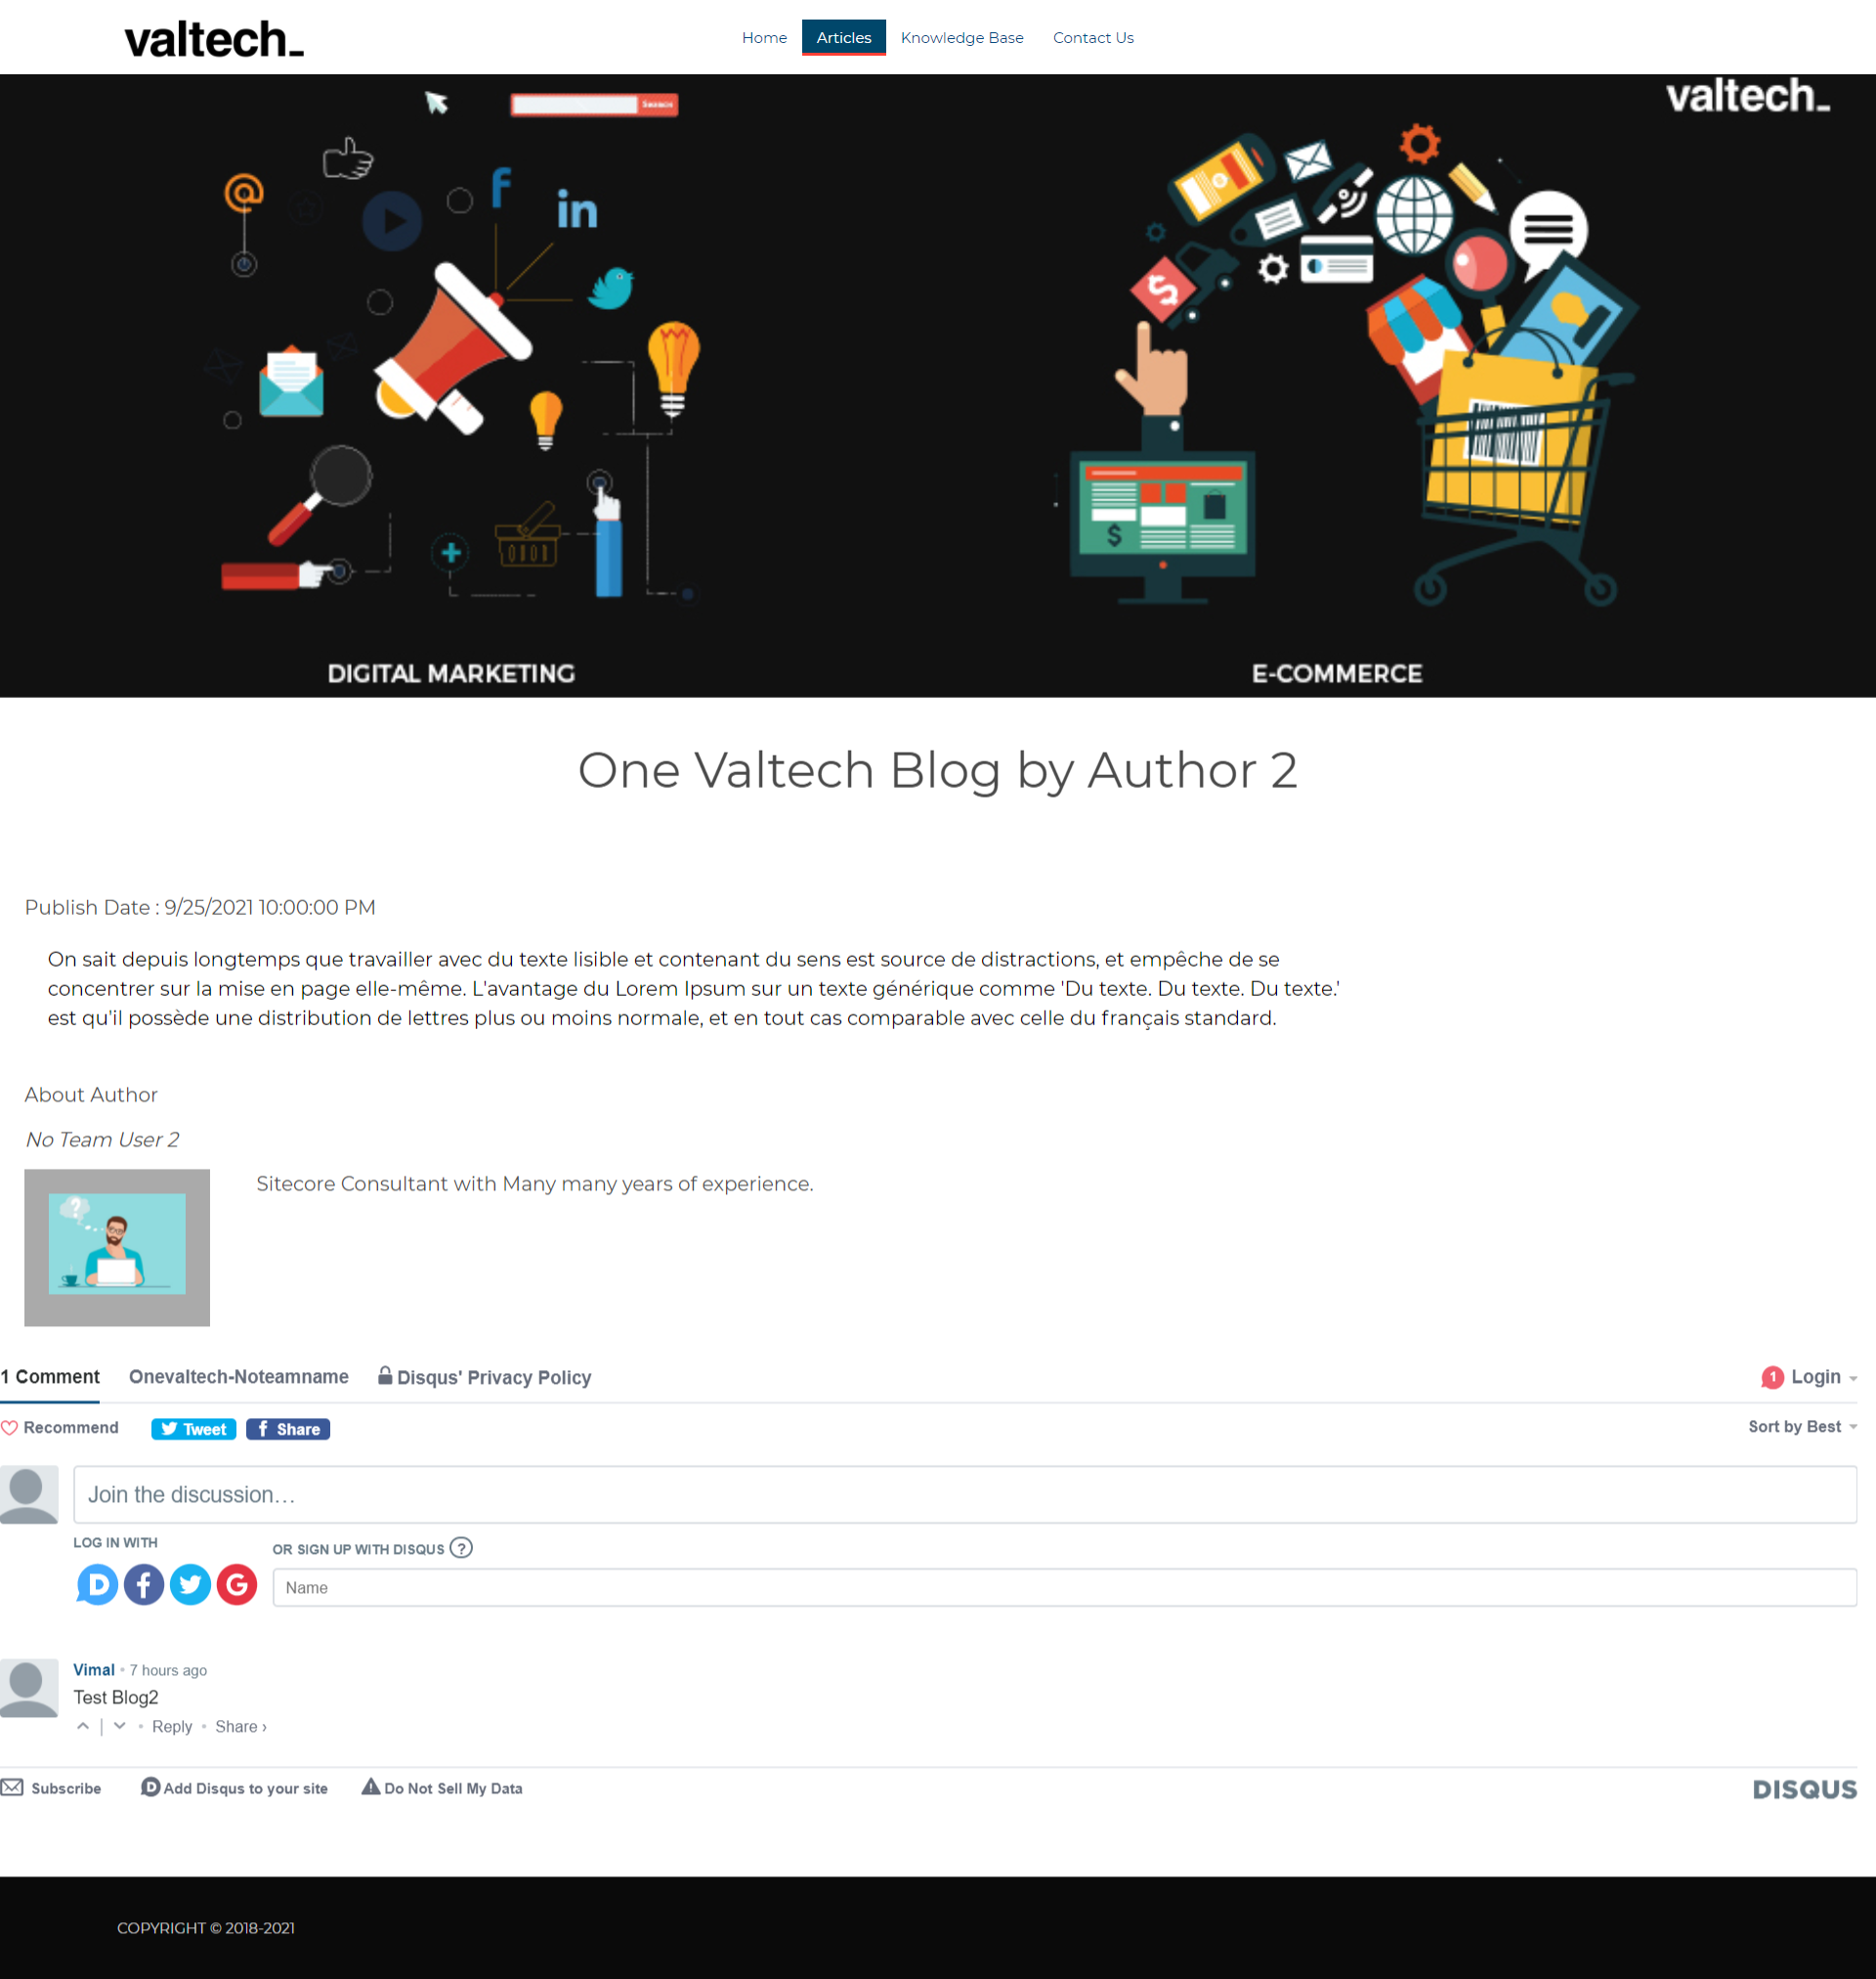 valtech_
Home Articles Knowledge Base Contact Us
valtech_
DIGITAL MARKETING
E-COMMERCE
One Valtech Blog by Author 2
Publish Date : 9/25/2021 10:00:00 PM
On sait depuis longtemps que travailler avec du texte lisible et contenant du sens est source de distractions, et empêche de se
concentrer sur la mise en page elle-même. L'avantage du Lorem Ipsum sur un texte générique comme 'Du texte. Du texte. Du texte.'
est qu'il possède une distribution de lettres plus ou moins normale, et en tout cas comparable avec celle du français standard.
About Author
No Team User 2
Sitecore Consultant with Many many years of experience.
1 Comment Onevaltech-Noteamname Disqus' Privacy Policy 1 Login
Recommend Tweet Share Sort by Best
Join the discussion...
LOG IN WITH
OR SIGN UP WITH DISQUS ?
Name
Vimal • 7 hours ago
Test Blog2
• Reply • Share ›
Subscribe Add Disqus to your site Do Not Sell My Data DISQUS
COPYRIGHT © 2018-2021